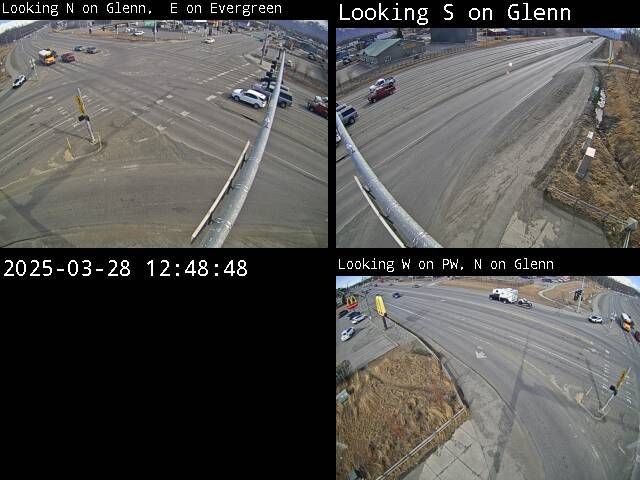 Looking N on Glenn,  E on Evergreen
Looking S on Glenn
2025-03-28 12:48:48
Looking W on PW, N on Glenn